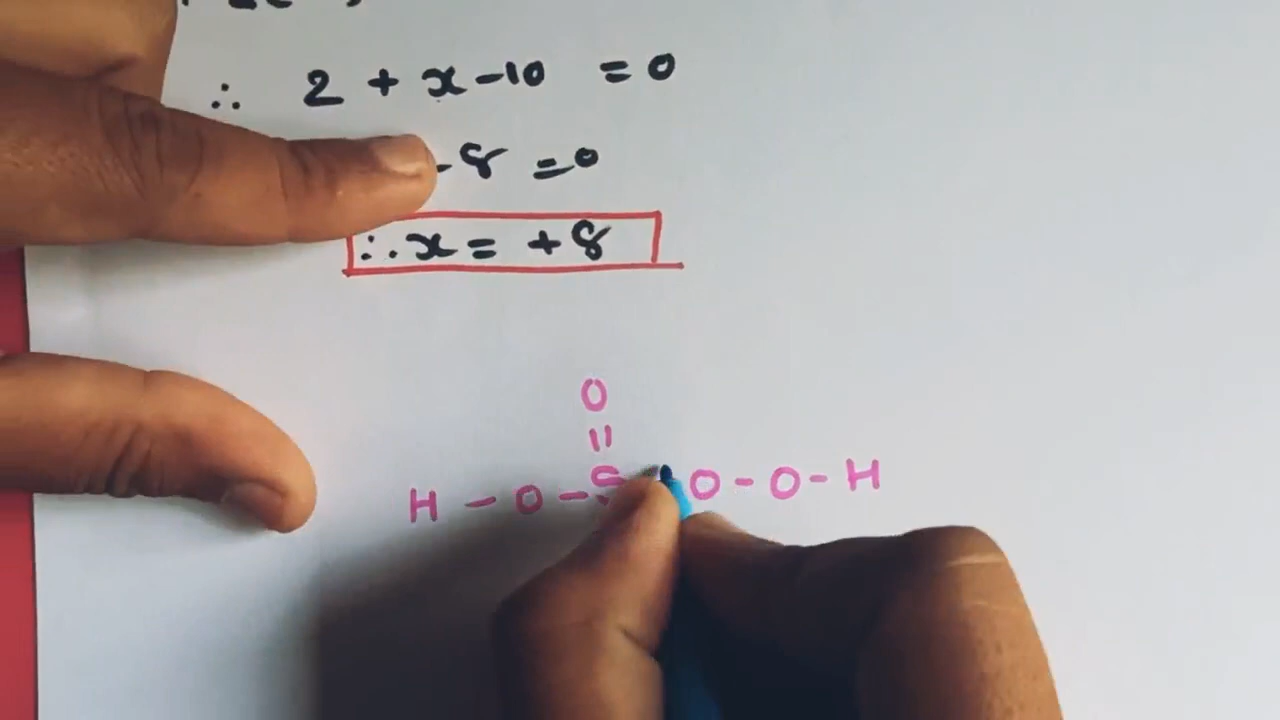 ∴ 2 + x - 10 = 0
- 8 = 0
∴ x = + 8
O
||
H - O - S O - O - H